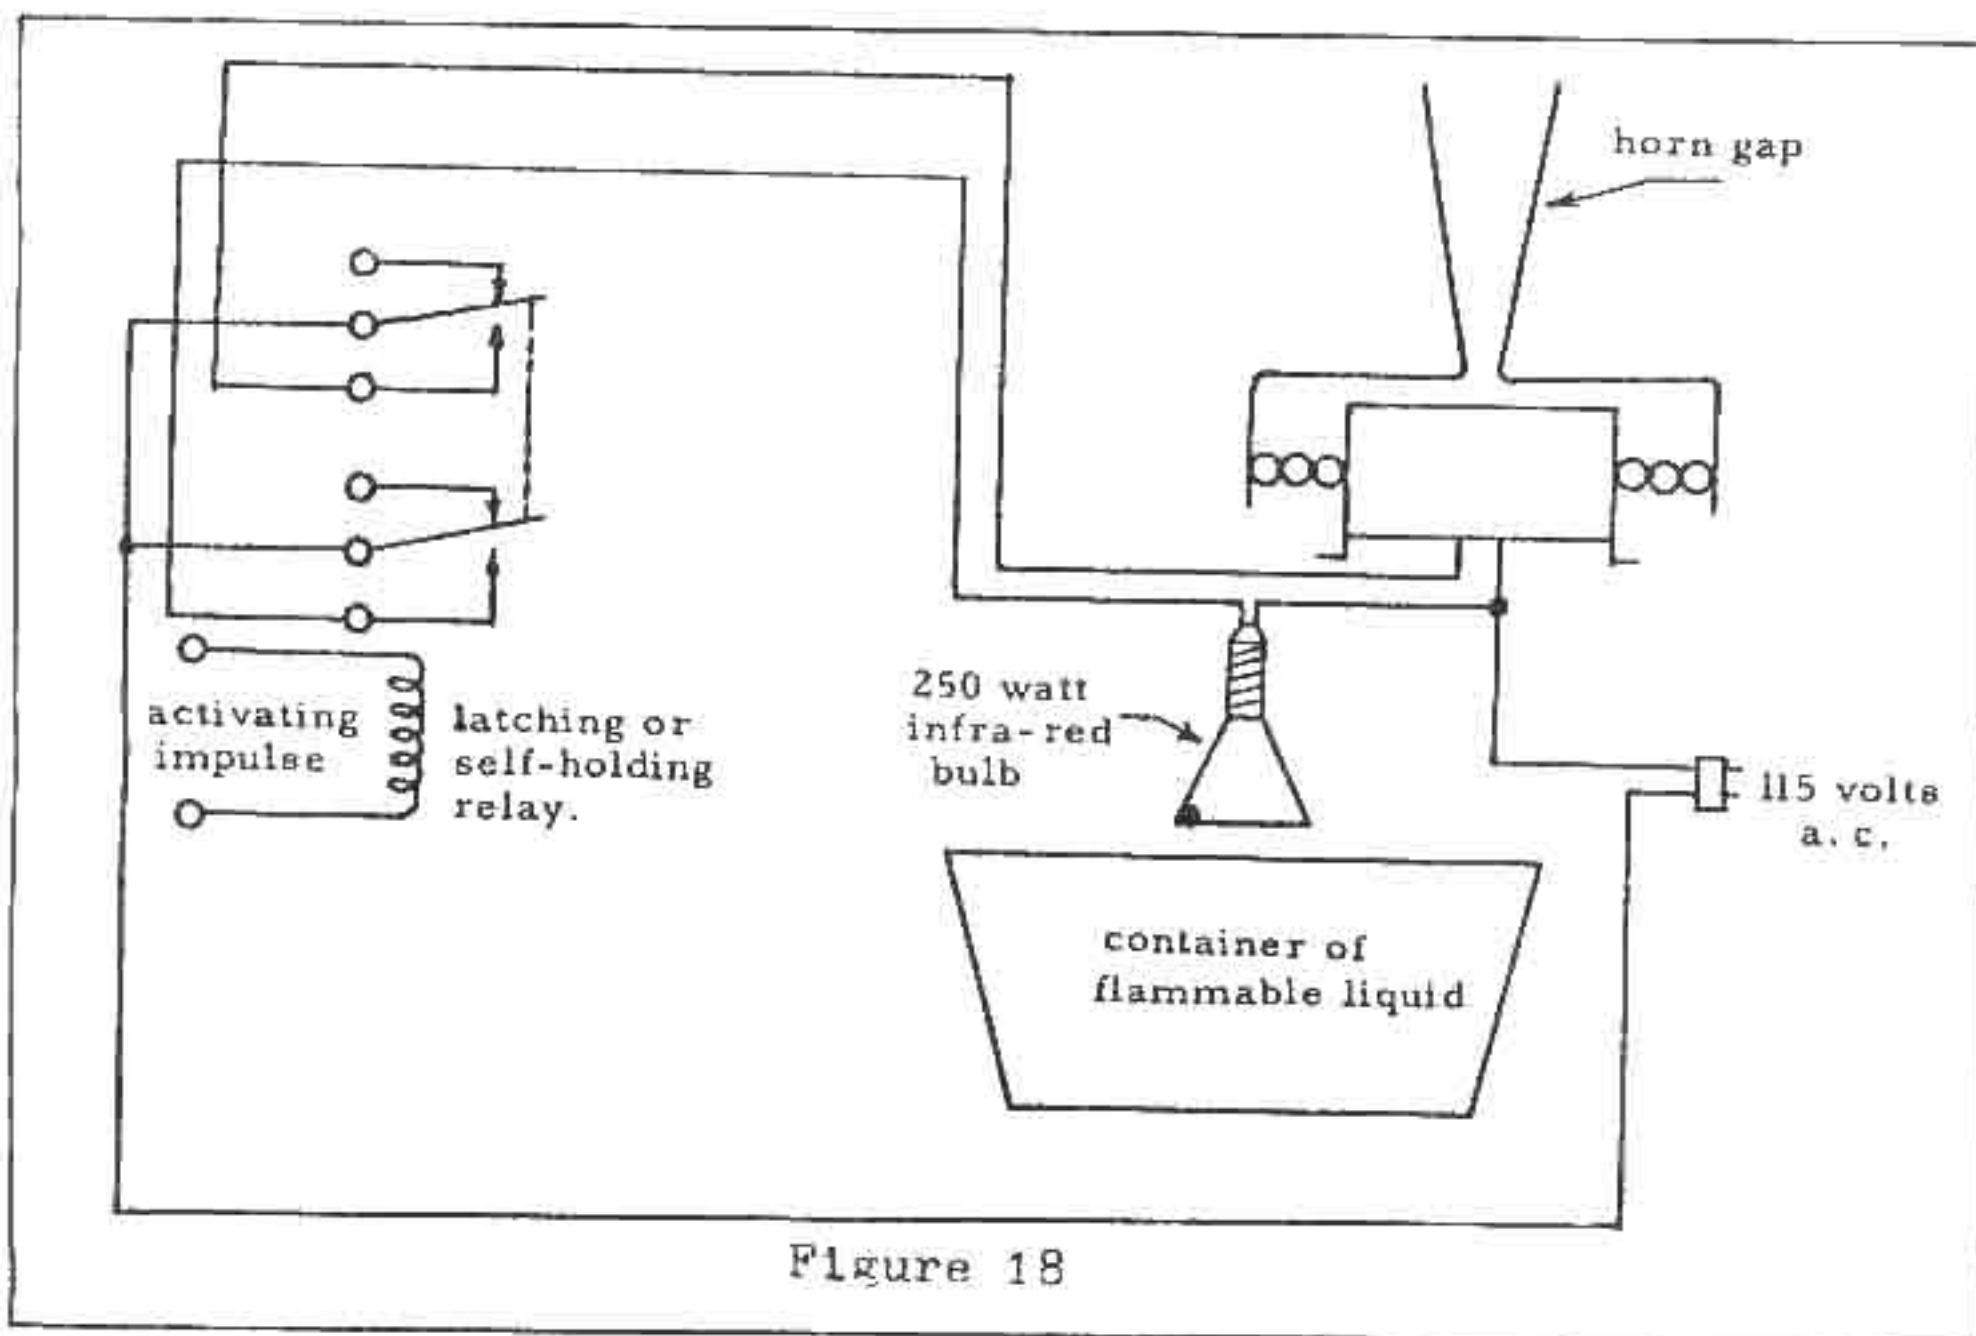 horn gap
activating
impulse
latching or
self-holding
relay.
250 watt
infra-red
bulb
115 volts
a. c.
container of
flammable liquid
Figure 18